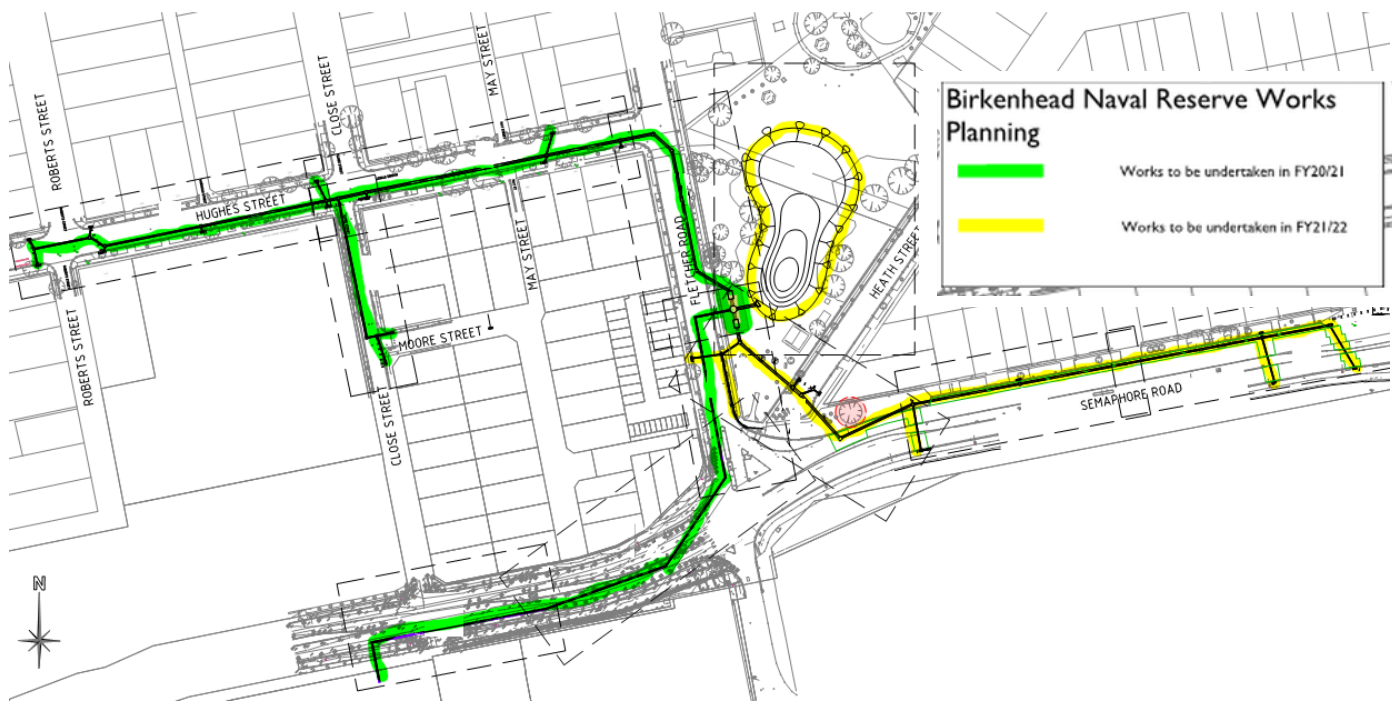 Birkenhead Naval Reserve Works
Planning
Works to be undertaken in FY20/21
Works to be undertaken in FY21/22
ROBERTS STREET
CLOSE STREET
MAY STREET
HUGHES STREET
FLETCHER ROAD
HEATH STREET
MAY STREET
ROBERTS STREET
MOORE STREET
CLOSE STREET
SEMAPHORE ROAD
N